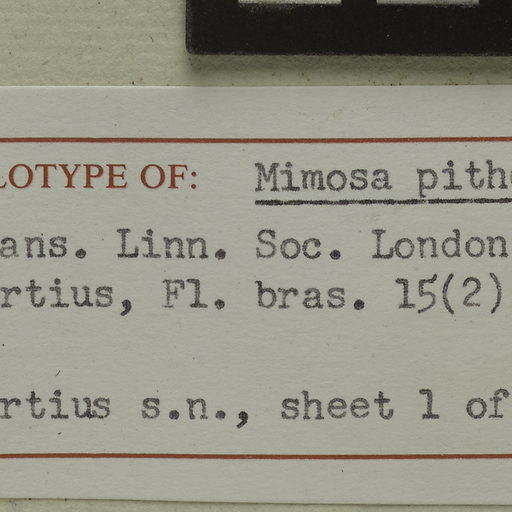 LOTYPE OF: Mimosa pith
ans. Linn. Soc. London
rtius, Fl. bras. 15(2)
rtius s.n., sheet 1 of